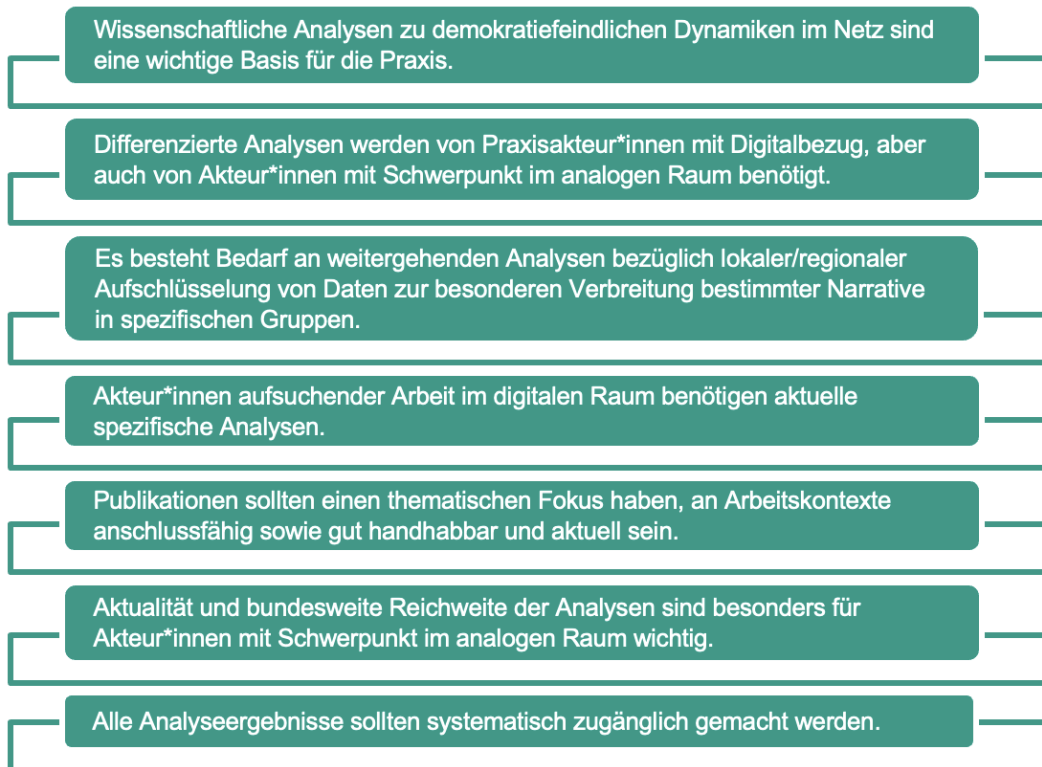 Wissenschaftliche Analysen zu demokratiefeindlichen Dynamiken im Netz sind
eine wichtige Basis für die Praxis.
Differenzierte Analysen werden von Praxisakteur*innen mit Digitalbezug, aber
auch von Akteur*innen mit Schwerpunkt im analogen Raum benötigt.
Es besteht Bedarf an weitergehenden Analysen bezüglich lokaler/regionaler
Aufschlüsselung von Daten zur besonderen Verbreitung bestimmter Narrative
in spezifischen Gruppen.
Akteur*innen aufsuchender Arbeit im digitalen Raum benötigen aktuelle
spezifische Analysen.
Publikationen sollten einen thematischen Fokus haben, an Arbeitskontexte
anschlussfähig sowie gut handhabbar und aktuell sein.
Aktualität und bundesweite Reichweite der Analysen sind besonders für
Akteur*innen mit Schwerpunkt im analogen Raum wichtig.
Alle Analyseergebnisse sollten systematisch zugänglich gemacht werden.